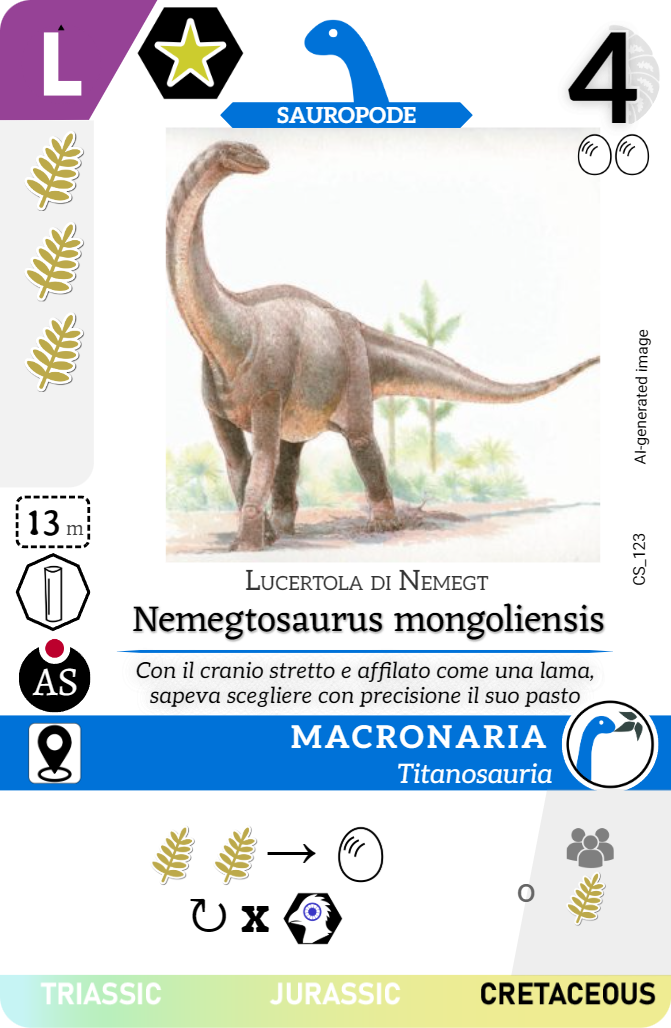 L
4
SAUROPODE
AI-generated image
CS_123
13 m
AS
Lucertola di Nemegt
Nemegtosaurus mongoliensis
Con il cranio stretto e affilato come una lama,
sapeva scegliere con precisione il suo pasto
MACRONARIA
Titanosauria
→
↻ x
o
TRIASSIC JURASSIC CRETACEOUS